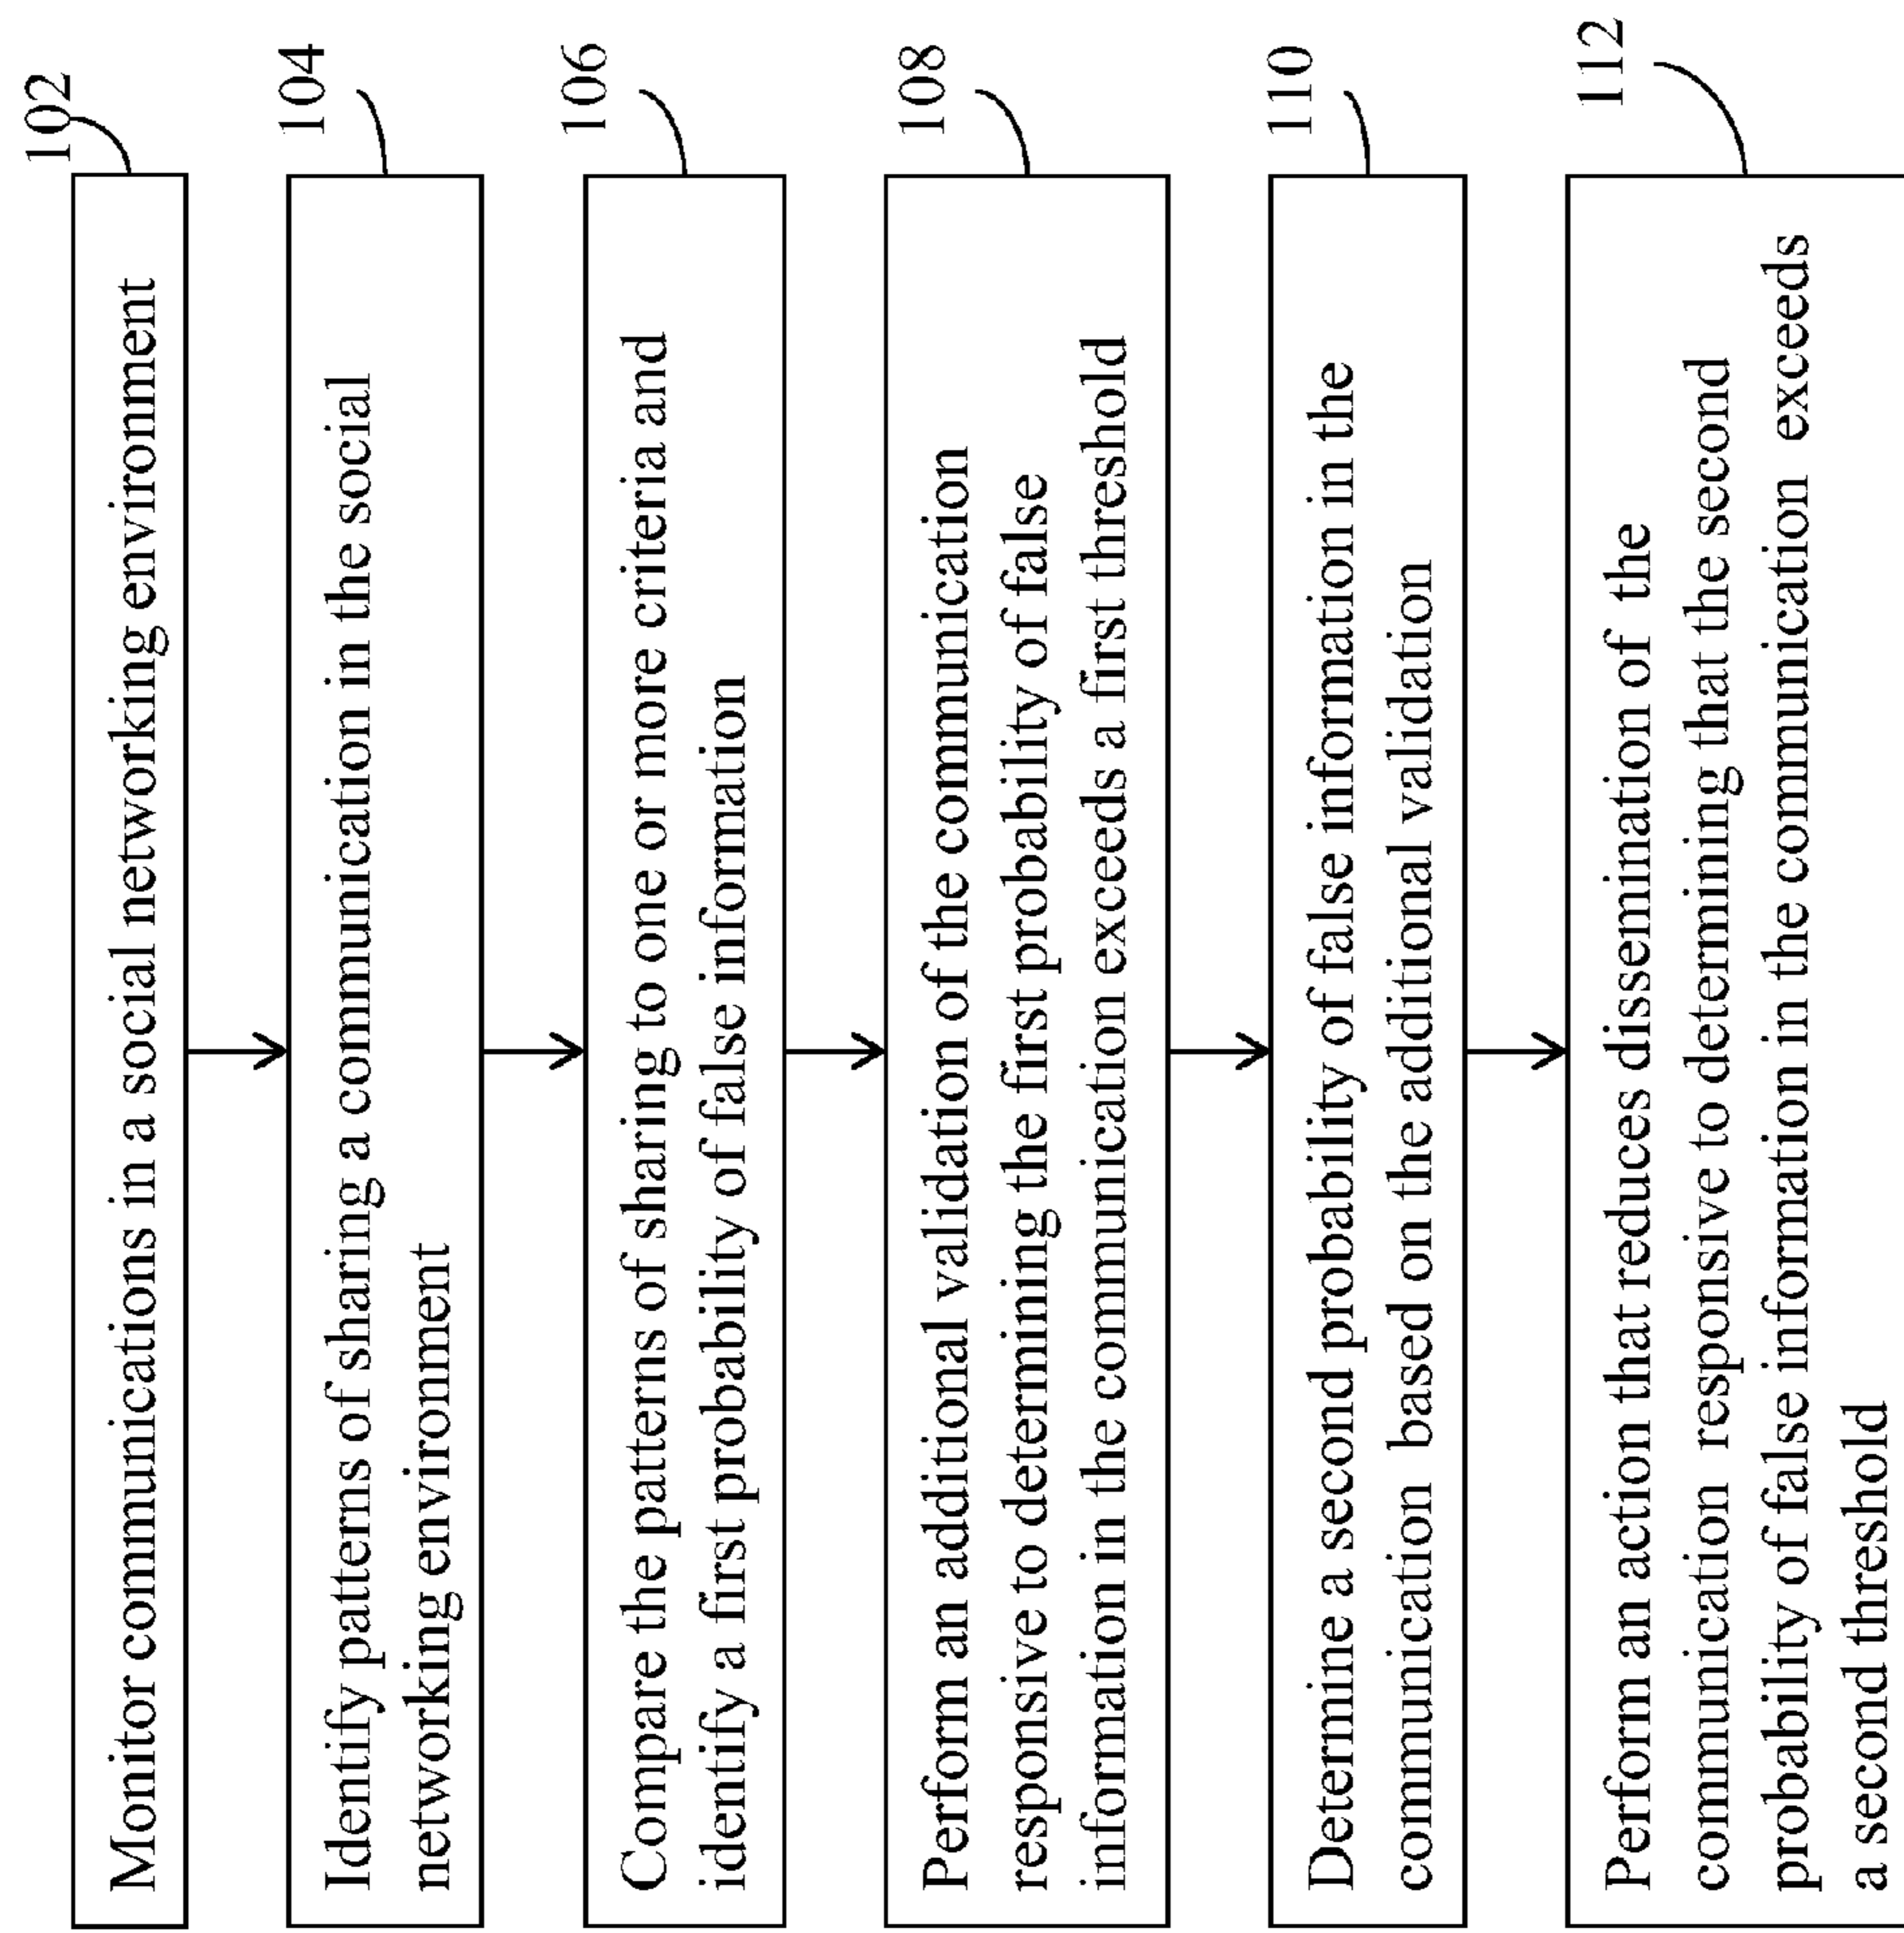 102
Monitor communications in a social networking environment
104
Identify patterns of sharing a communication in the social
networking environment
106
Compare the patterns of sharing to one or more criteria and
identify a first probability of false information
108
Perform an additional validation of the communication
responsive to determining the first probability of false
information in the communication exceeds a first threshold
110
Determine a second probability of false information in the
communication based on the additional validation
112
Perform an action that reduces dissemination of the
communication responsive to determining that the second
probability of false information in the communication exceeds
a second threshold